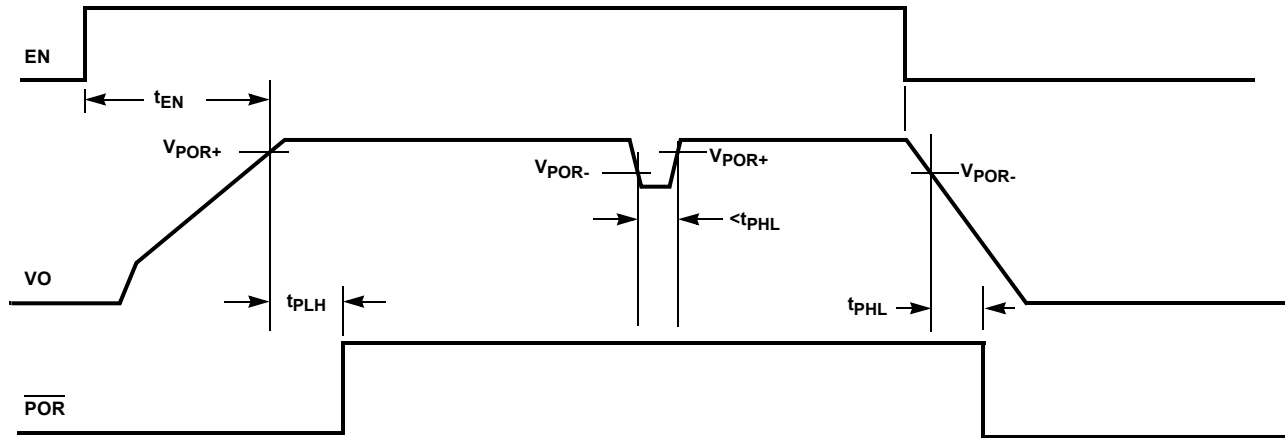 EN
tEN
VPOR+
VPOR-
VPOR+
VPOR-
<tPHL
VO
tPLH
tPHL
POR